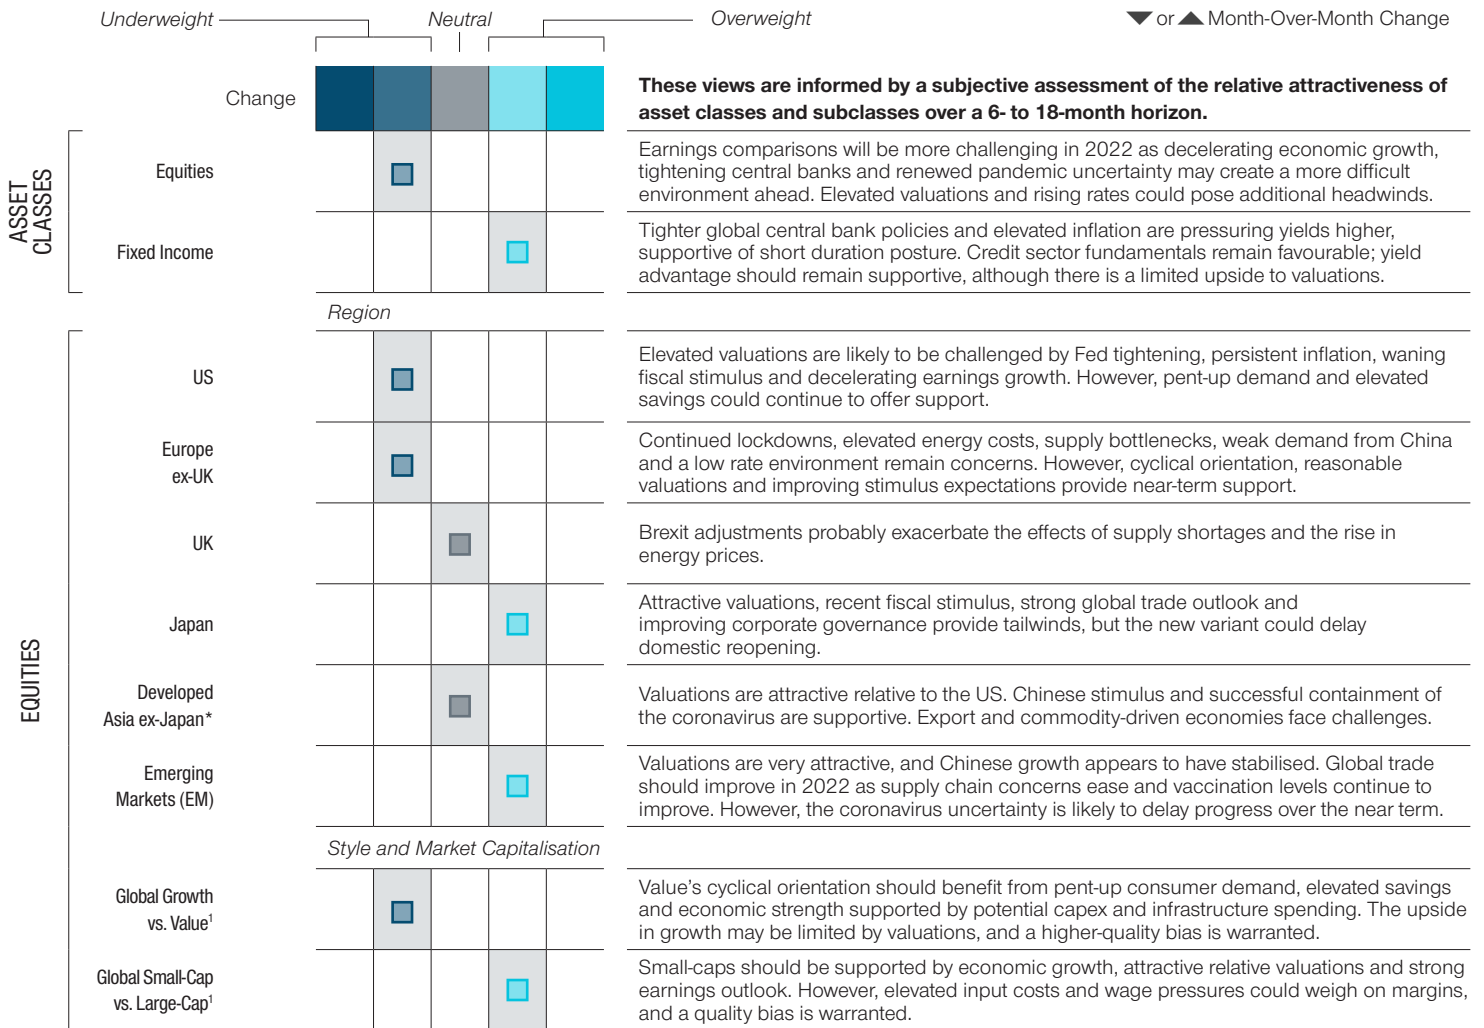 Underweight
Neutral
Overweight
▼ or ▲ Month-Over-Month Change
Change
These views are informed by a subjective assessment of the relative attractiveness of
asset classes and subclasses over a 6- to 18-month horizon.
ASSET
CLASSES
Equities
Earnings comparisons will be more challenging in 2022 as decelerating economic growth,
tightening central banks and renewed pandemic uncertainty may create a more difficult
environment ahead. Elevated valuations and rising rates could pose additional headwinds.
Fixed Income
Tighter global central bank policies and elevated inflation are pressuring yields higher,
supportive of short duration posture. Credit sector fundamentals remain favourable; yield
advantage should remain supportive, although there is a limited upside to valuations.
EQUITIES
Region
US
Elevated valuations are likely to be challenged by Fed tightening, persistent inflation, waning
fiscal stimulus and decelerating earnings growth. However, pent-up demand and elevated
savings could continue to offer support.
Europe
ex-UK
Continued lockdowns, elevated energy costs, supply bottlenecks, weak demand from China
and a low rate environment remain concerns. However, cyclical orientation, reasonable
valuations and improving stimulus expectations provide near-term support.
UK
Brexit adjustments probably exacerbate the effects of supply shortages and the rise in
energy prices.
Japan
Attractive valuations, recent fiscal stimulus, strong global trade outlook and
improving corporate governance provide tailwinds, but the new variant could delay
domestic reopening.
Developed
Asia ex-Japan*
Valuations are attractive relative to the US. Chinese stimulus and successful containment of
the coronavirus are supportive. Export and commodity-driven economies face challenges.
Emerging
Markets (EM)
Valuations are very attractive, and Chinese growth appears to have stabilised. Global trade
should improve in 2022 as supply chain concerns ease and vaccination levels continue to
improve. However, the coronavirus uncertainty is likely to delay progress over the near term.
Style and Market Capitalisation
Global Growth
vs. Value¹
Value's cyclical orientation should benefit from pent-up consumer demand, elevated savings
and economic strength supported by potential capex and infrastructure spending. The upside
in growth may be limited by valuations, and a higher-quality bias is warranted.
Global Small-Cap
vs. Large-Cap¹
Small-caps should be supported by economic growth, attractive relative valuations and strong
earnings outlook. However, elevated input costs and wage pressures could weigh on margins,
and a quality bias is warranted.